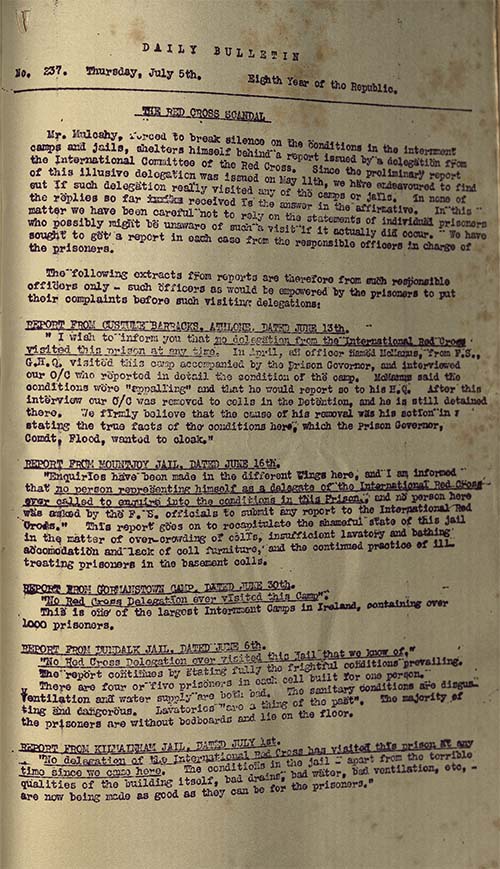 DAILY BULLETIN
No. 237. Thursday, July 5th. Eighth Year of the Republic.
THE RED CROSS SCANDAL
Mr. Mulcahy, forced to break silence on the conditions in the internment
camps and jails, shelters himself behind a report issued by a delegation from
the International Committee of the Red Cross. Since the preliminary report
of this illusive delegation was issued on May 11th, we have endeavoured to find
out if such delegation really visited any of the camps or jails. In none of
the replies so far received is the answer in the affirmative. In this
matter we have been careful not to rely on the statements of individual prisoners
who possibly might be unaware of such a visit if it actually did occur. We have
sought to get a report in each case from the responsible officers in charge of
the prisoners.
The following extracts from reports are therefore from such responsible
officers only - such officers as would be empowered by the prisoners to put
their complaints before such visiting delegations:
REPORT FROM CUSTUME BARRACKS, ATHLONE, DATED JUNE 13th.
" I wish to inform you that no delegation from the International Red Cross
visited this prison at any time. In April, an officer named McManus, from F.S.,
G.H.Q. visited this camp accompanied by the prison Governor, and interviewed
our O/C who reported in detail the condition of the camp. McManus said the
conditions were "appalling" and that he would report so to his H.Q. After this
interview our O/C was removed to cells in the Detention, and he is still detained
there. We firmly believe that the cause of his removal was his action in
stating the true facts of the conditions here, which the Prison Governor,
Comdt, Flood, wanted to cloak."
REPORT FROM MOUNTJOY JAIL, DATED JUNE 16th.
"Enquiries have been made in the different Wings here, and I am informed
that no person representing himself as a delegate of the International Red Cross
ever called to enquire into the conditions in this Prison, and no person here
was asked by the F.S. officials to submit any report to the International Red
Cross." This report goes on to recapitulate the shameful state of this jail
in the matter of over-crowding of cells, insufficient lavatory and bathing
accomodation and lack of cell furniture, and the continued practice of ill-
treating prisoners in the basement cells.
REPORT FROM GORMANSTOWN CAMP, DATED JUNE 30th.
"No Red Cross Delegation ever visited this Camp".
This is one of the largest Internment Camps in Ireland, containing over
1000 prisoners.
REPORT FROM DUNDALK JAIL, DATED JUNE 6th.
"No Red Cross Delegation ever visited this Jail that we know of."
The report continues by stating fully the frightful conditions prevailing.
There are four or five prisoners in each cell built for one person.
Ventilation and water supply are both bad. The sanitary conditions are disgus-
ting and dangerous. Lavatories "are a thing of the past". The majority of
the prisoners are without bedboards and lie on the floor.
REPORT FROM KILMAINHAM JAIL, DATED JULY 1st.
"No delegation of the International Red Cross has visited this prison at any
time since we came here. The conditions in the jail - apart from the terrible
qualities of the building itself, bad drains, bad water, bad ventilation, etc, -
are now being made as good as they can be for the prisoners."